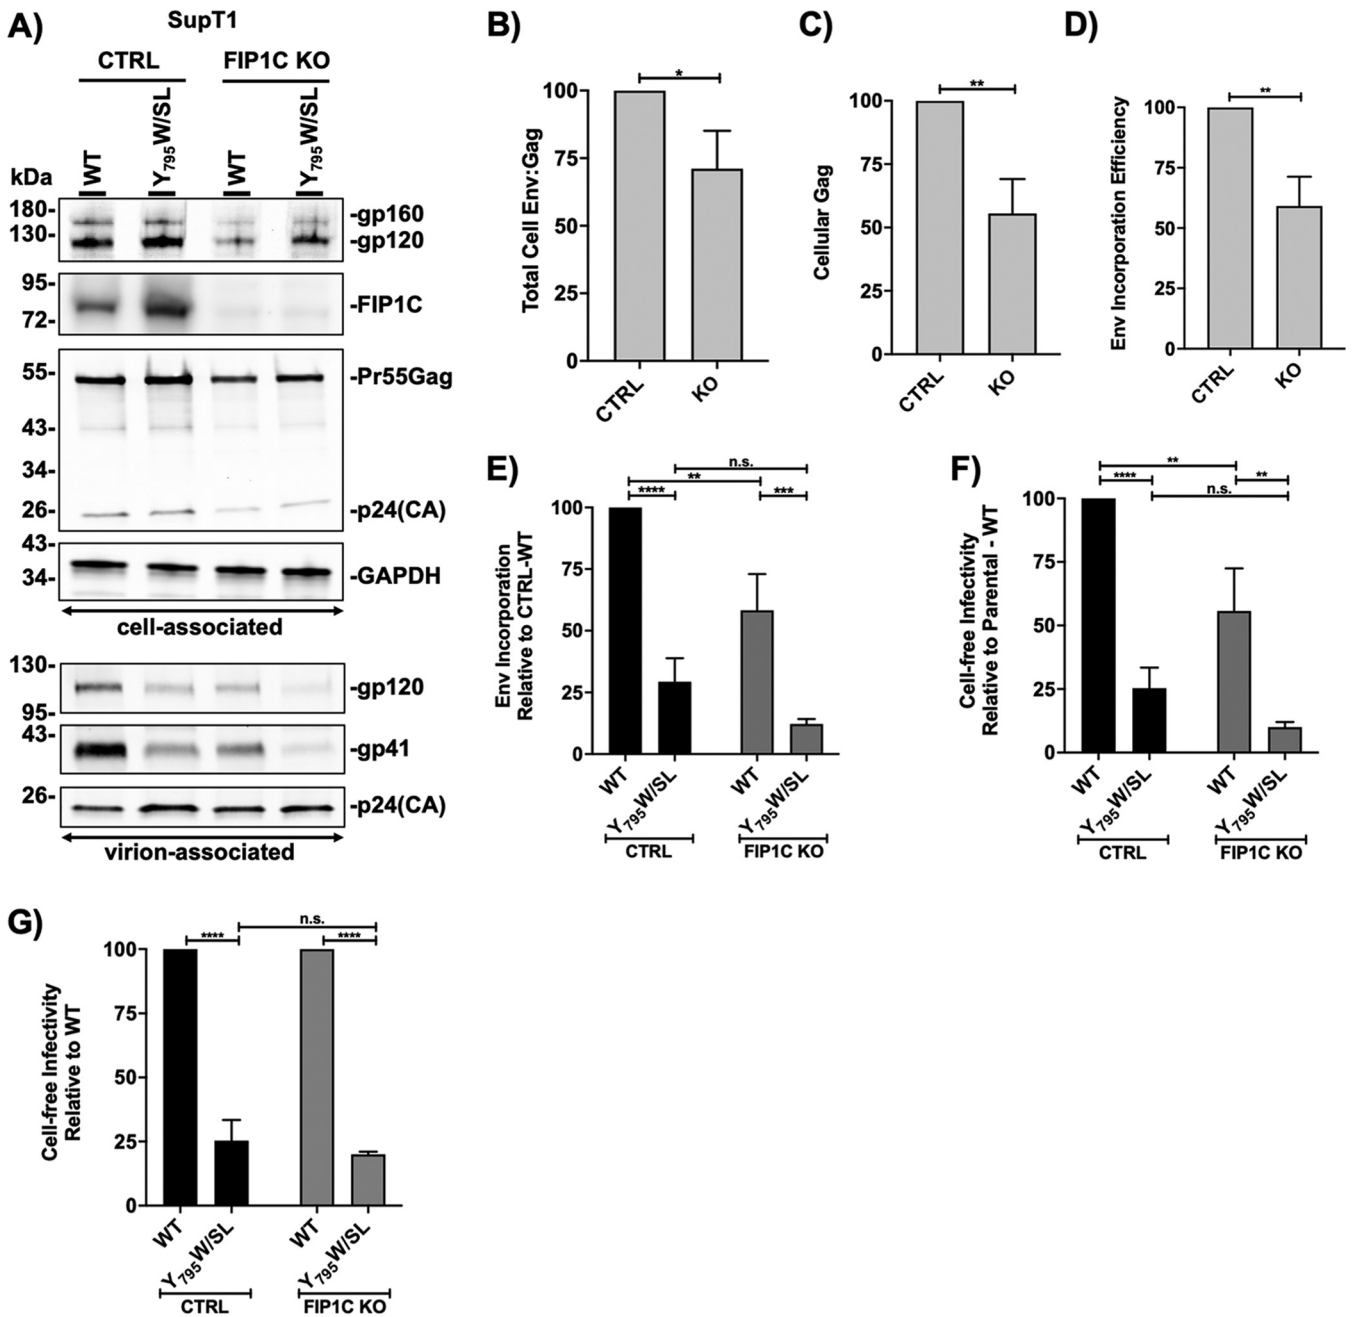 A)
SupT1
CTRL
FIP1C KO
WT
Y795W/SL
WT
Y795W/SL
kDa
180-
130-
-gp160
-gp120
95-
72-
-FIP1C
55-
43-
34-
26-
-Pr55Gag
-p24(CA)
43-
34-
-GAPDH
cell-associated
130-
95-
-gp120
43-
-gp41
26-
-p24(CA)
virion-associated
B)
Total Cell Env:Gag
100
75
50
25
0
*
CTRL
KO
C)
Cellular Gag
100
75
50
25
0
**
CTRL
KO
D)
Env Incorporation Efficiency
100
75
50
25
0
**
CTRL
KO
E)
Env Incorporation
Relative to CTRL-WT
100
75
50
25
0
n.s.
**
****
***
WT
Y795W/SL
WT
Y795W/SL
CTRL
FIP1C KO
F)
Cell-free Infectivity
Relative to Parental - WT
100
75
50
25
0
**
****
**
n.s.
WT
Y795W/SL
WT
Y795W/SL
CTRL
FIP1C KO
G)
Cell-free Infectivity
Relative to WT
100
75
50
25
0
n.s.
****
****
WT
Y795W/SL
WT
Y795W/SL
CTRL
FIP1C KO